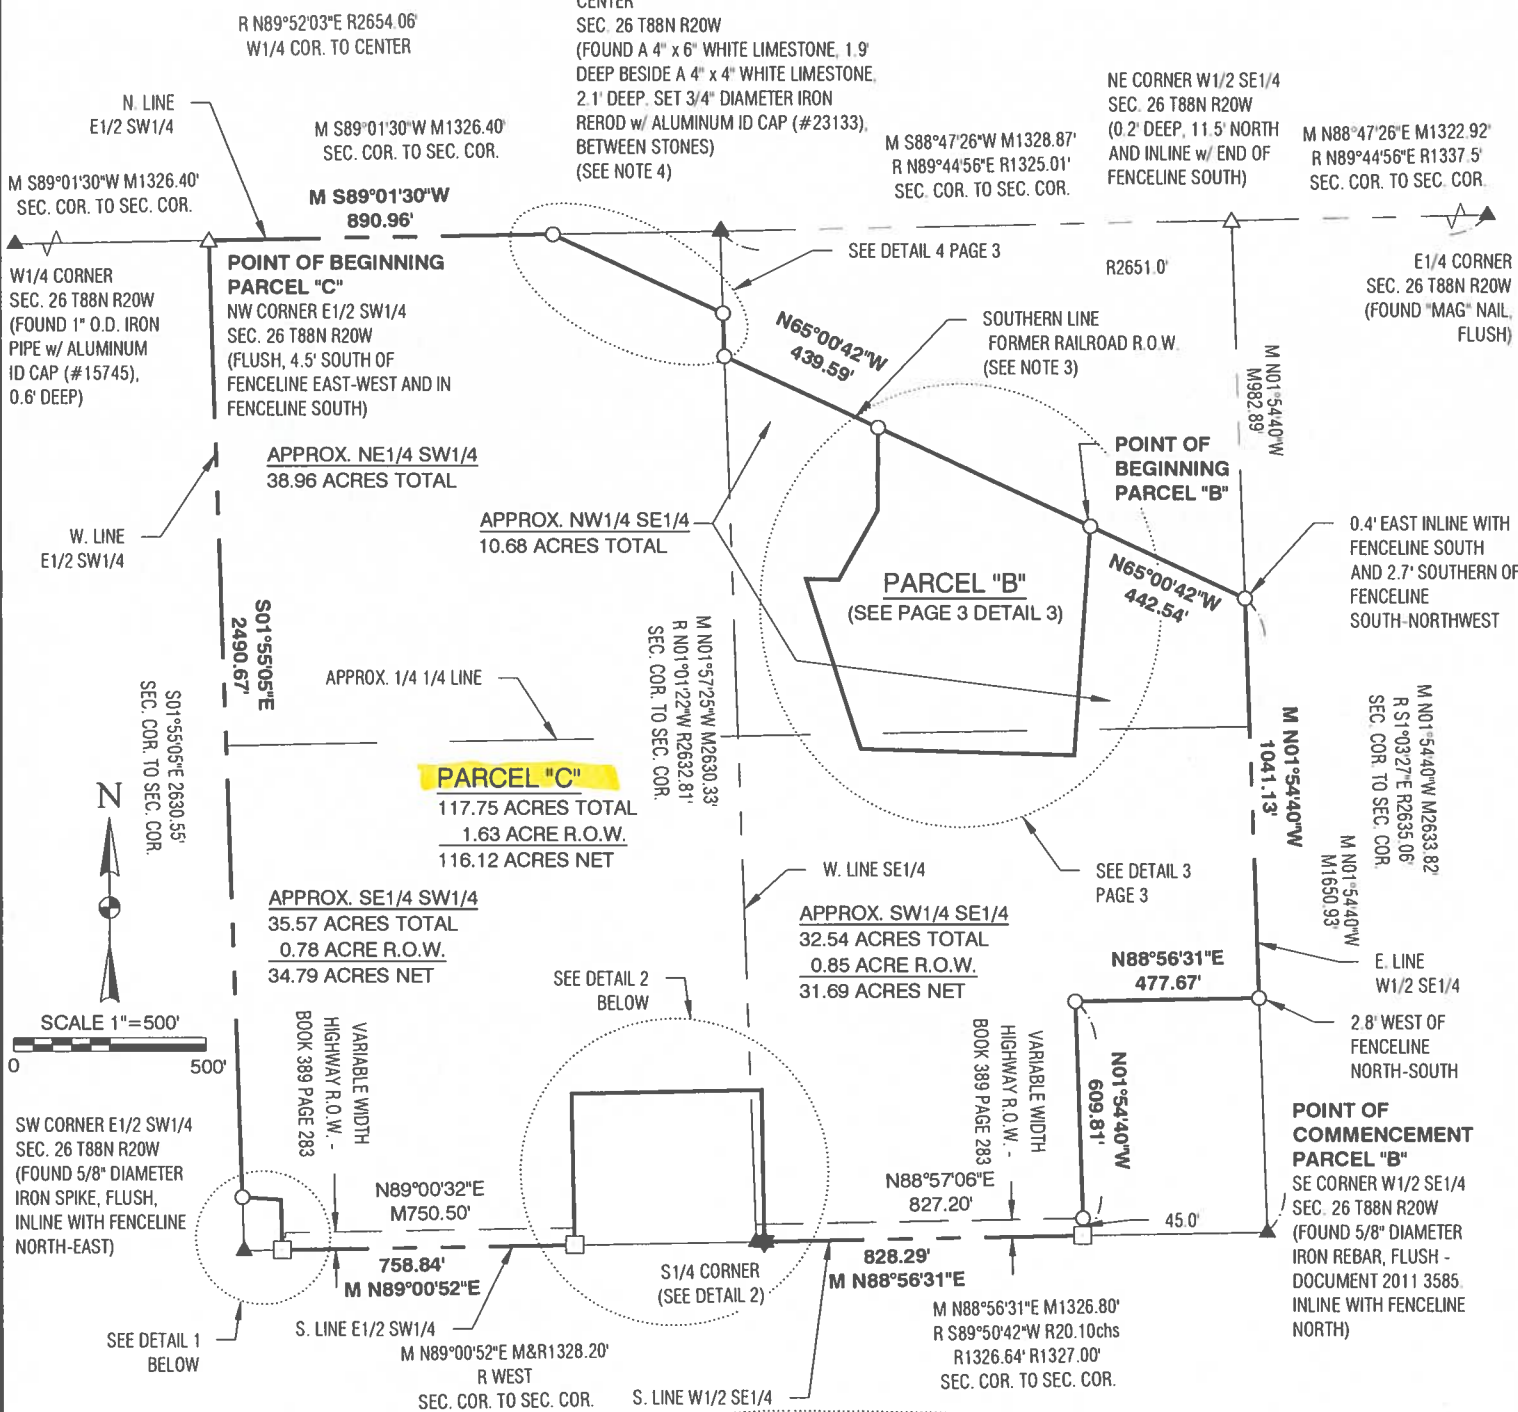 R N89°52'03"E R2654.06'
W1/4 COR. TO CENTER
CENTER
SEC. 26 T88N R20W
(FOUND A 4" x 6" WHITE LIMESTONE, 1.9'
DEEP BESIDE A 4" x 4" WHITE LIMESTONE,
2.1' DEEP. SET 3/4" DIAMETER IRON
REROD w/ ALUMINUM ID CAP (#23133),
BETWEEN STONES)
(SEE NOTE 4)
N. LINE
E1/2 SW1/4
M S89°01'30"W M1326.40'
SEC. COR. TO SEC. COR.
M S89°01'30"W M1326.40'
SEC. COR. TO SEC. COR.
M S89°01'30"W
890.96'
M S88°47'26"W M1328.87'
R N89°44'56"E R1325.01'
SEC. COR. TO SEC. COR.
NE CORNER W1/2 SE1/4
SEC. 26 T88N R20W
(0.2' DEEP, 11.5' NORTH
AND INLINE w/ END OF
FENCELINE SOUTH)
M N88°47'26"E M1322.92'
R N89°44'56"E R1337.5'
SEC. COR. TO SEC. COR.
W1/4 CORNER
SEC. 26 T88N R20W
(FOUND 1" O.D. IRON
PIPE w/ ALUMINUM
ID CAP (#15745),
0.6' DEEP)
POINT OF BEGINNING
PARCEL "C"
NW CORNER E1/2 SW1/4
SEC. 26 T88N R20W
(FLUSH, 4.5' SOUTH OF
FENCELINE EAST-WEST AND IN
FENCELINE SOUTH)
SEE DETAIL 4 PAGE 3
R2651.0'
E1/4 CORNER
SEC. 26 T88N R20W
(FOUND "MAG" NAIL,
FLUSH)
N65°00'42"W
439.59'
SOUTHERN LINE
FORMER RAILROAD R.O.W.
(SEE NOTE 3)
M N01°54'40"W
M982.89'
APPROX. NE1/4 SW1/4
38.96 ACRES TOTAL
POINT OF
BEGINNING
PARCEL "B"
W. LINE
E1/2 SW1/4
APPROX. NW1/4 SE1/4
10.68 ACRES TOTAL
0.4' EAST INLINE WITH
FENCELINE SOUTH
AND 2.7' SOUTHERN OF
FENCELINE
SOUTH-NORTHWEST
PARCEL "B"
(SEE PAGE 3 DETAIL 3)
N65°00'42"W
442.54'
S01°55'05"E
2490.67'
S01°55'05"E 2630.55'
SEC. COR. TO SEC. COR.
APPROX. 1/4 1/4 LINE
M N01°57'25"W M2630.33'
R N01°01'22"W R2632.81'
SEC. COR. TO SEC. COR.
M N01°54'40"W
1041.13'
M N01°54'40"W M2633.82'
R S1°03'27"E R2635.06'
SEC. COR. TO SEC. COR.
PARCEL "C"
117.75 ACRES TOTAL
1.63 ACRE R.O.W.
116.12 ACRES NET
N
M N01°54'40"W
M1650.93'
W. LINE SE1/4
SEE DETAIL 3
PAGE 3
APPROX. SE1/4 SW1/4
35.57 ACRES TOTAL
0.78 ACRE R.O.W.
34.79 ACRES NET
APPROX. SW1/4 SE1/4
32.54 ACRES TOTAL
0.85 ACRE R.O.W.
31.69 ACRES NET
N88°56'31"E
477.67'
E. LINE
W1/2 SE1/4
SEE DETAIL 2
BELOW
SCALE 1"=500'
0 500'
VARIABLE WIDTH
HIGHWAY R.O.W. -
BOOK 389 PAGE 283
VARIABLE WIDTH
HIGHWAY R.O.W. -
BOOK 389 PAGE 283
N01°54'40"W
609.81'
2.8' WEST OF
FENCELINE
NORTH-SOUTH
SW CORNER E1/2 SW1/4
SEC. 26 T88N R20W
(FOUND 5/8" DIAMETER
IRON SPIKE, FLUSH,
INLINE WITH FENCELINE
NORTH-EAST)
POINT OF
COMMENCEMENT
PARCEL "B"
SE CORNER W1/2 SE1/4
SEC. 26 T88N R20W
(FOUND 5/8" DIAMETER
IRON REBAR, FLUSH -
DOCUMENT 2011 3585.
INLINE WITH FENCELINE
NORTH)
N89°00'32"E
M750.50'
N88°57'06"E
827.20'
45.0'
758.84'
M N89°00'52"E
S1/4 CORNER
(SEE DETAIL 2)
828.29'
M N88°56'31"E
SEE DETAIL 1
BELOW
S. LINE E1/2 SW1/4
M N89°00'52"E M&R1328.20'
R WEST
SEC. COR. TO SEC. COR.
S. LINE W1/2 SE1/4
M N88°56'31"E M1326.80'
R S89°50'42"W R20.10chs
R1326.64' R1327.00'
SEC. COR. TO SEC. COR.